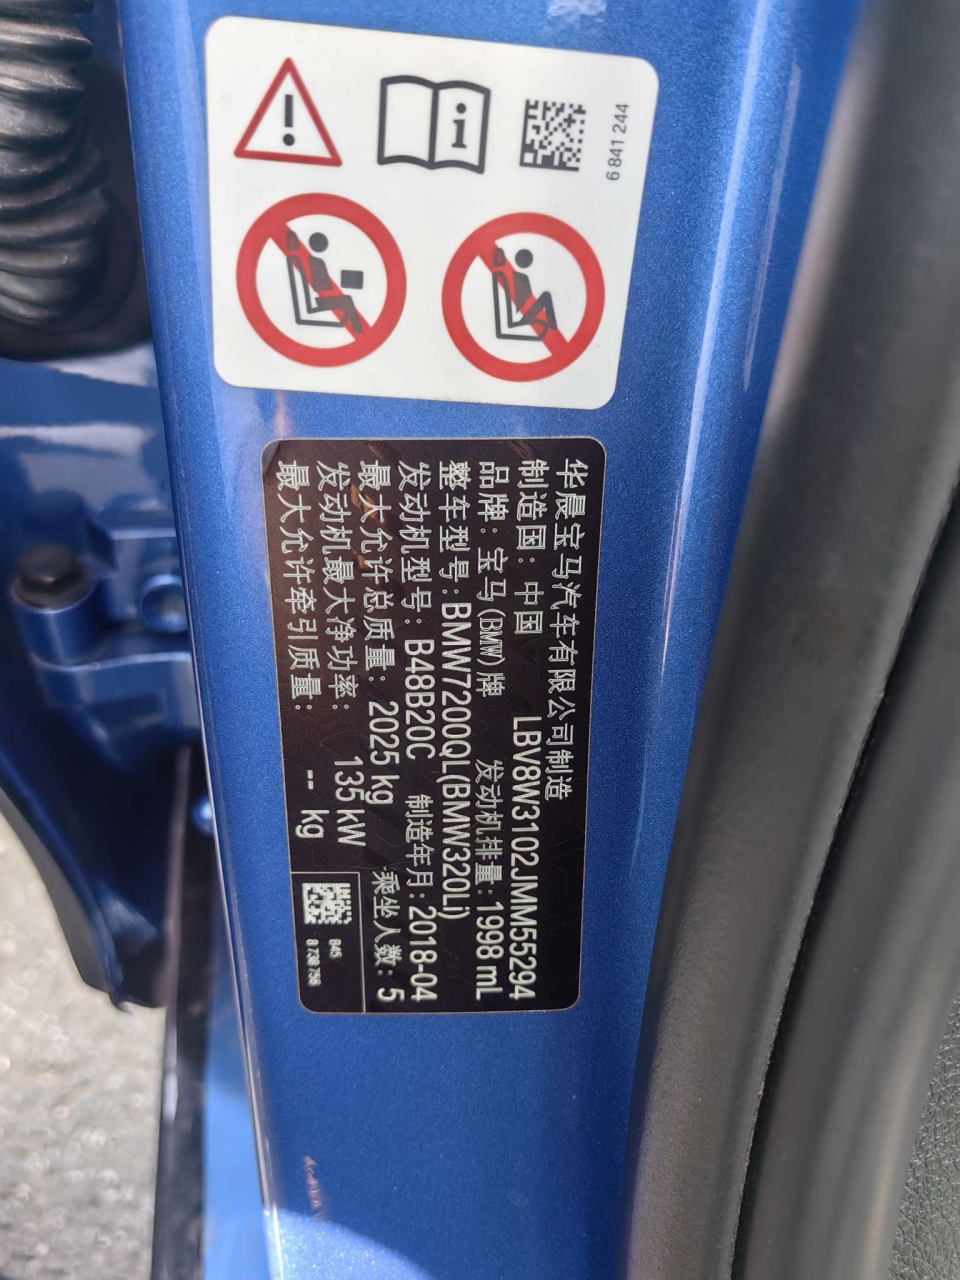 6 841 244
华晨宝马汽车有限公司制造
制造国: 中国 LBV8W3102JMM55294
品牌: 宝马(BMW)牌 发动机排量: 1998 mL
整车型号: BMW7200QL(BMW320Li)
发动机型号: B48B20C 制造年月: 2018-04
最大允许总质量: 2025 kg 乘坐人数: 5
发动机最大净功率: 135 kW
最大允许牵引质量: -- kg
B45
8 738 756